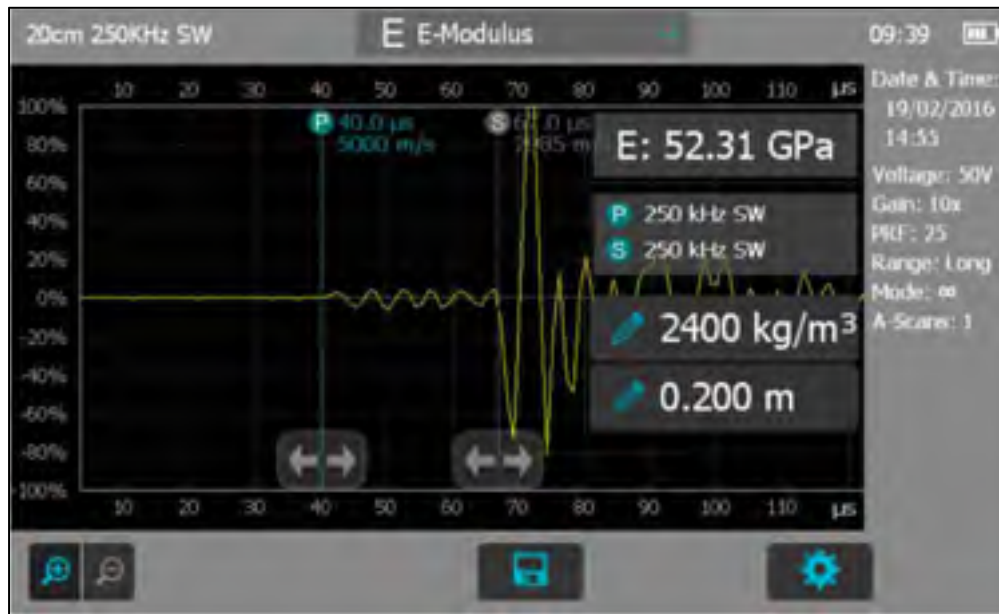 20cm 250KHz SW
E E-Modulus
09:39
10 20 30 40 50 60 70 80 90 100 110 µs
100%
80%
60%
40%
20%
0%
-20%
-40%
-60%
-80%
-100%
P 40.0 µs
5000 m/s
S µs
E: 52.31 GPa
P 250 kHz SW
S 250 kHz SW
2400 kg/m³
0.200 m
10 20 30 40 50 60 70 80 90 100 110 µs
Date & Time:
19/02/2016
14:55
Voltage: 50V
Gain: 10x
PRF: 25
Range: Long
Mode: ∞
A-Scans: 1